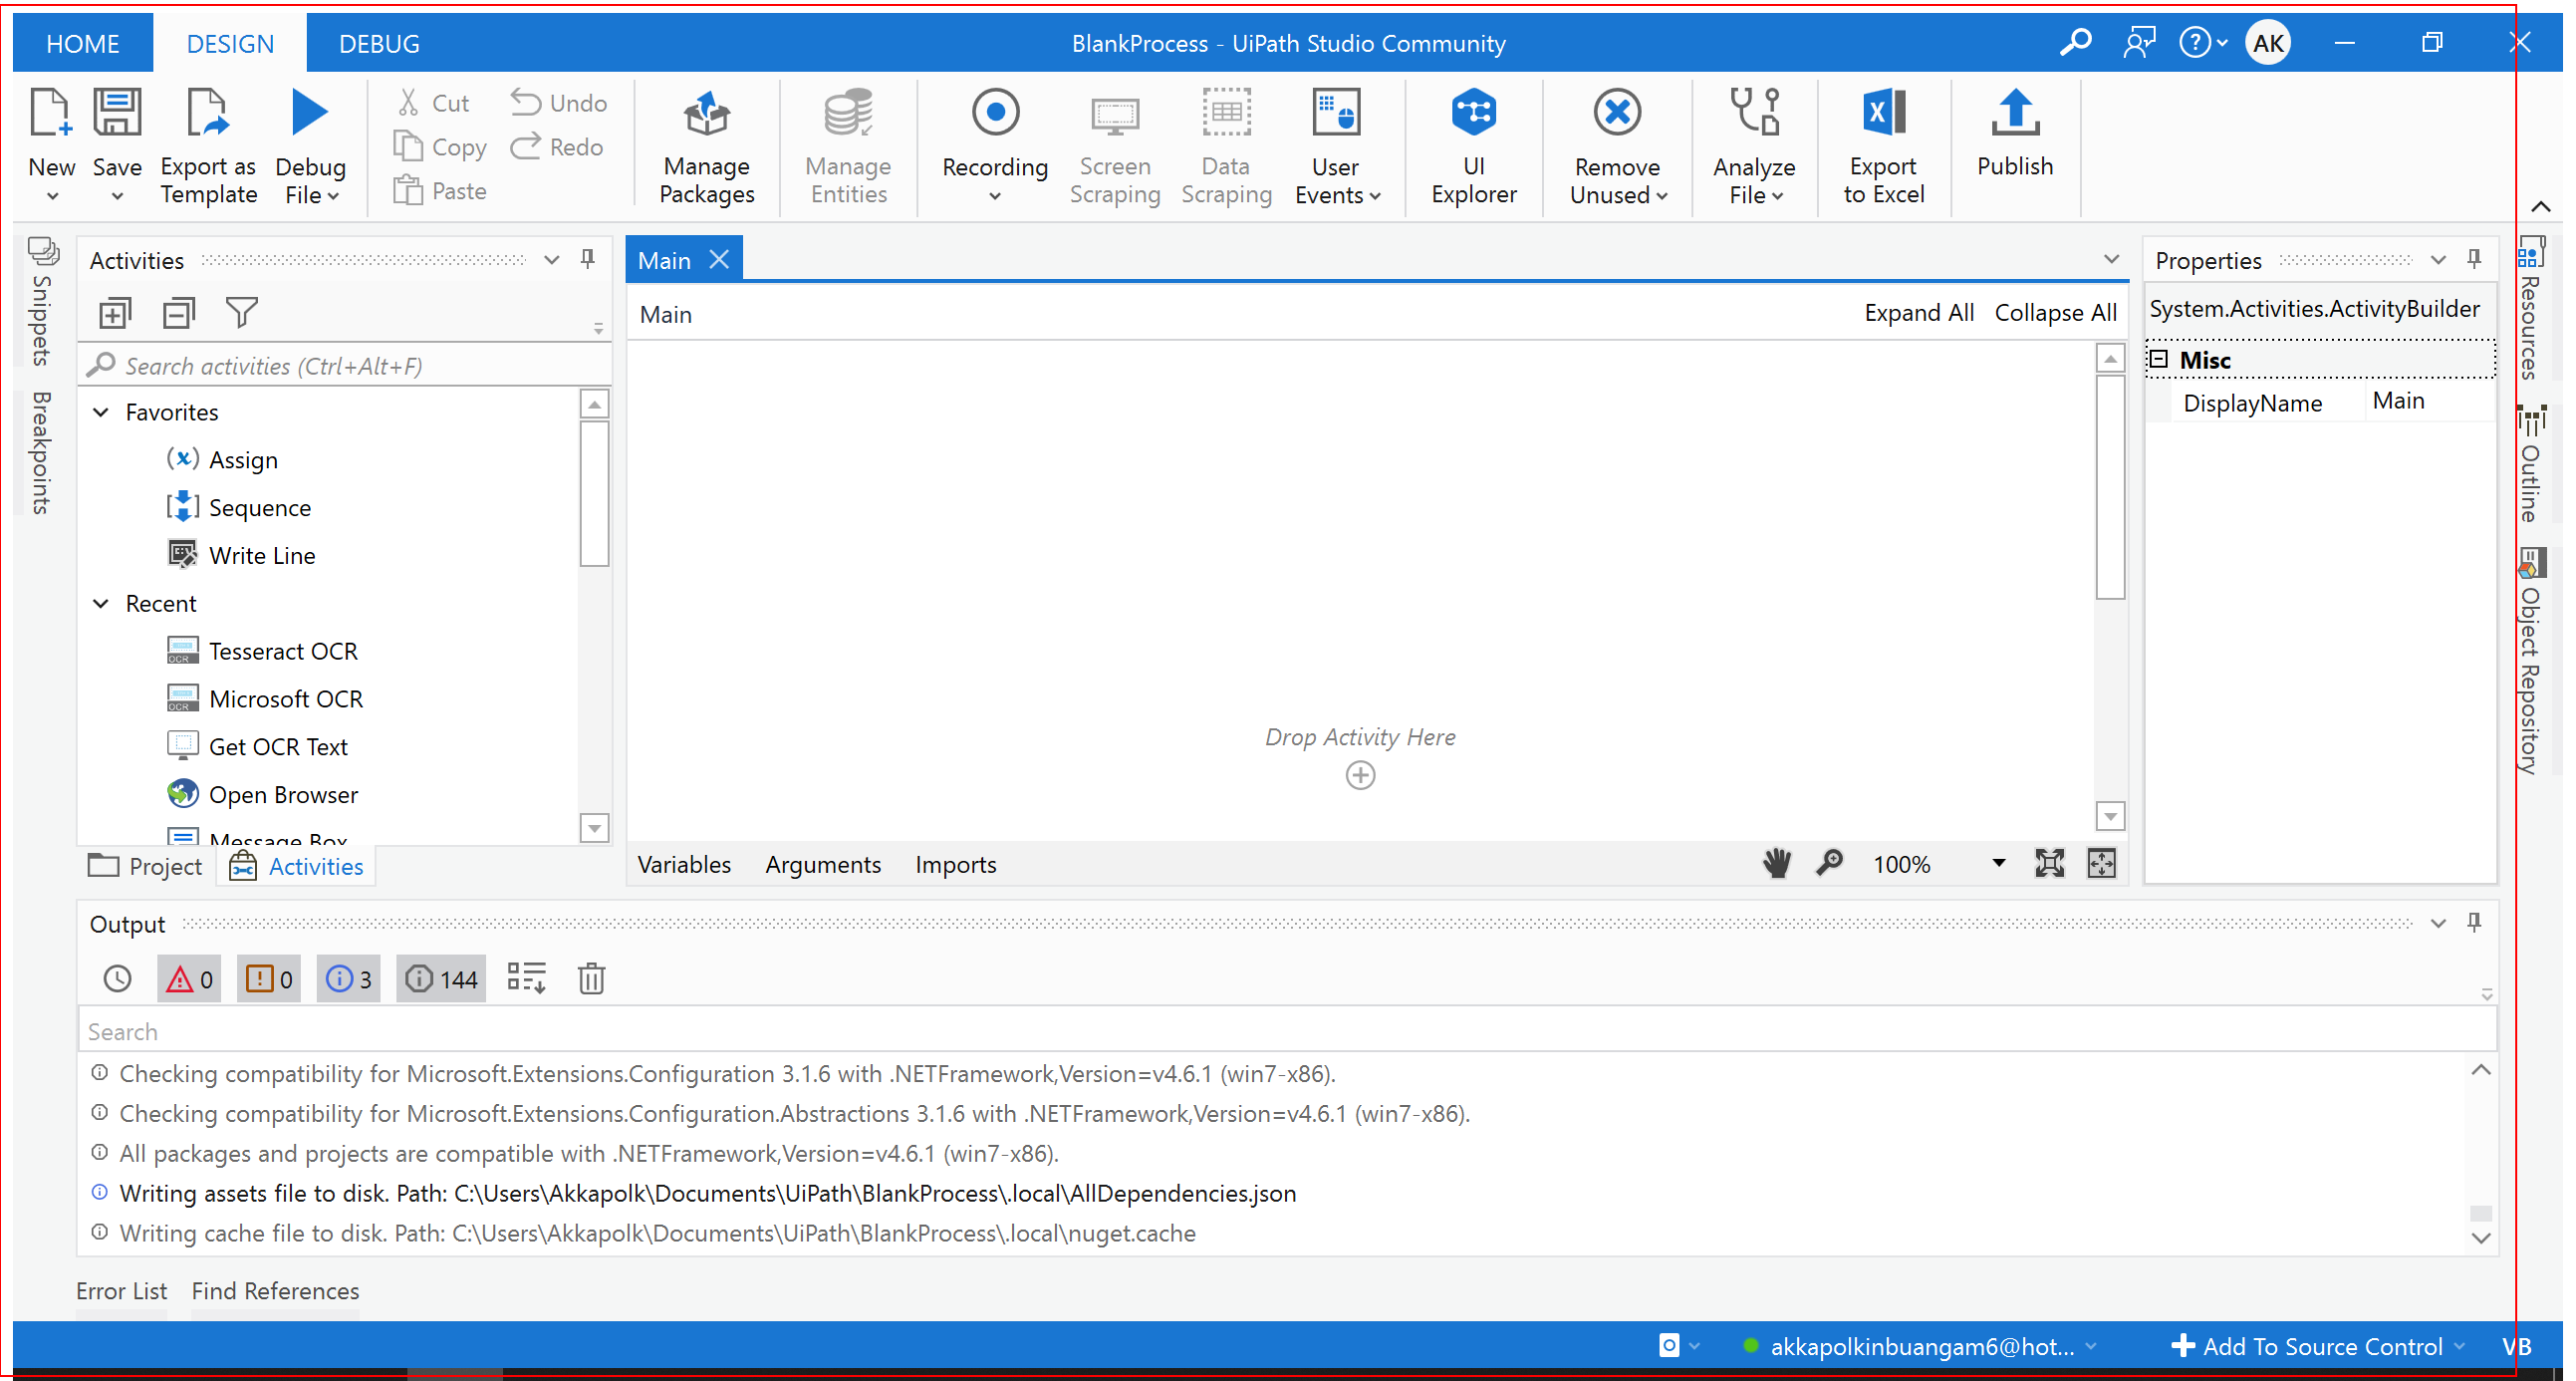 HOME DESIGN DEBUG BlankProcess - UiPath Studio Community AK
New Save Export as Template Debug File
Cut Undo
Copy Redo
Paste
Manage Packages Manage Entities Recording Screen Scraping Data Scraping User Events UI Explorer Remove Unused Analyze File Export to Excel Publish
Snippets
Breakpoints
Activities
Search activities (Ctrl+Alt+F)
Favorites
Assign
Sequence
Write Line
Recent
Tesseract OCR
Microsoft OCR
Get OCR Text
Open Browser
Message Box
Project Activities
Main
Main Expand All Collapse All
Drop Activity Here
Variables Arguments Imports 100%
Properties
System.Activities.ActivityBuilder
Misc
DisplayName Main
Resources
Outline
Object Repository
Output
0 0 3 144
Search
Checking compatibility for Microsoft.Extensions.Configuration 3.1.6 with .NETFramework,Version=v4.6.1 (win7-x86).
Checking compatibility for Microsoft.Extensions.Configuration.Abstractions 3.1.6 with .NETFramework,Version=v4.6.1 (win7-x86).
All packages and projects are compatible with .NETFramework,Version=v4.6.1 (win7-x86).
Writing assets file to disk. Path: C:\Users\Akkapolk\Documents\UiPath\BlankProcess\.local\AllDependencies.json
Writing cache file to disk. Path: C:\Users\Akkapolk\Documents\UiPath\BlankProcess\.local\nuget.cache
Error List Find References
akkapolkinbuangam6@hot... Add To Source Control VB